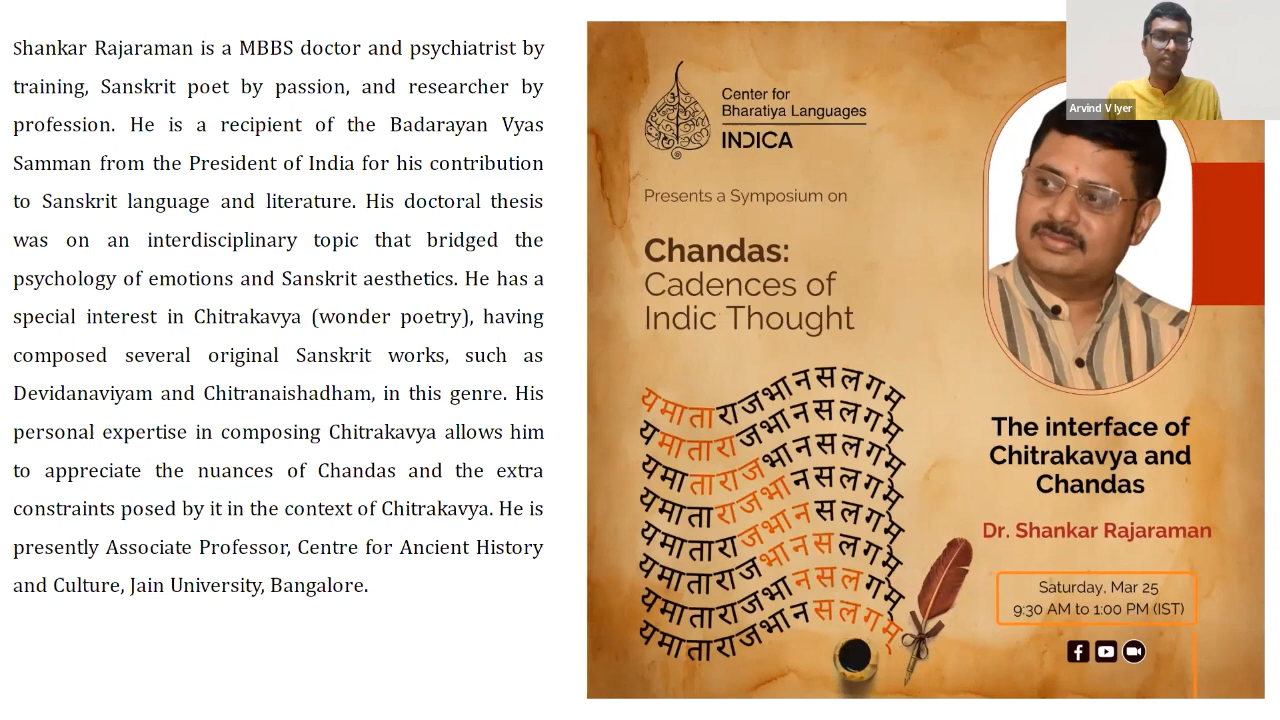 Shankar Rajaraman is a MBBS doctor and psychiatrist by
training, Sanskrit poet by passion, and researcher by
profession. He is a recipient of the Badarayan Vyas
Samman from the President of India for his contribution
to Sanskrit language and literature. His doctoral thesis
was on an interdisciplinary topic that bridged the
psychology of emotions and Sanskrit aesthetics. He has a
special interest in Chitrakavya (wonder poetry), having
composed several original Sanskrit works, such as
Devidanaviyam and Chitranaishadham, in this genre. His
personal expertise in composing Chitrakavya allows him
to appreciate the nuances of Chandas and the extra
constraints posed by it in the context of Chitrakavya. He is
presently Associate Professor, Centre for Ancient History
and Culture, Jain University, Bangalore.
Center for
Bharatiya Languages
INDICA
Presents a Symposium on
Chandas:
Cadences of
Indic Thought
यमाताराजभानसलगम्
यमाताराजभानसलगम्
यमाताराजभानसलगम्
यमाताराजभानसलगम्
यमाताराजभानसलगम्
यमाताराजभानसलगम्
यमाताराजभानसलगम्
यमाताराजभानसलगम्
Arvind V Iyer
The interface of
Chitrakavya and
Chandas
Dr. Shankar Rajaraman
Saturday, Mar 25
9:30 AM to 1:00 PM (IST)